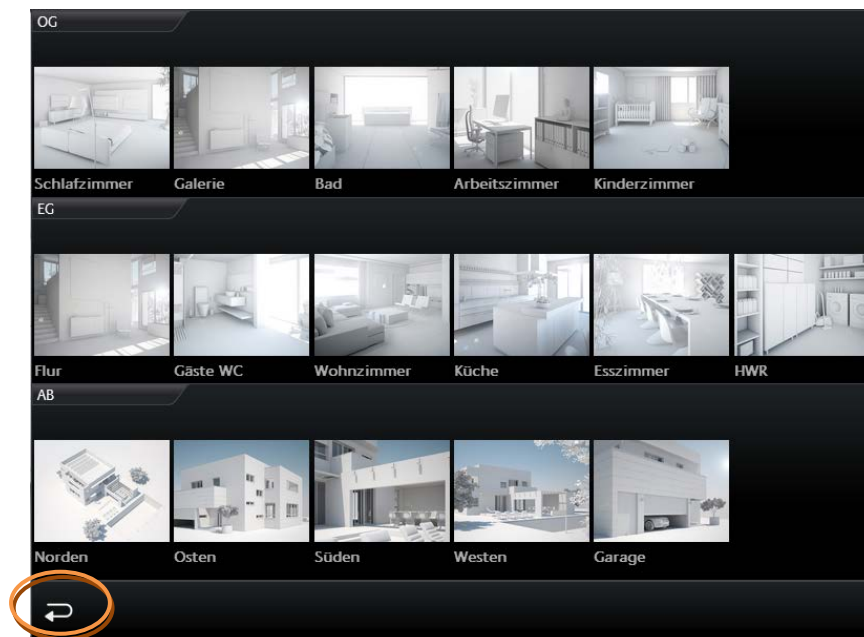 OG
Schlafzimmer Galerie Bad Arbeitszimmer Kinderzimmer
EG
Flur Gäste WC Wohnzimmer Küche Esszimmer HWR
AB
Norden Osten Süden Westen Garage